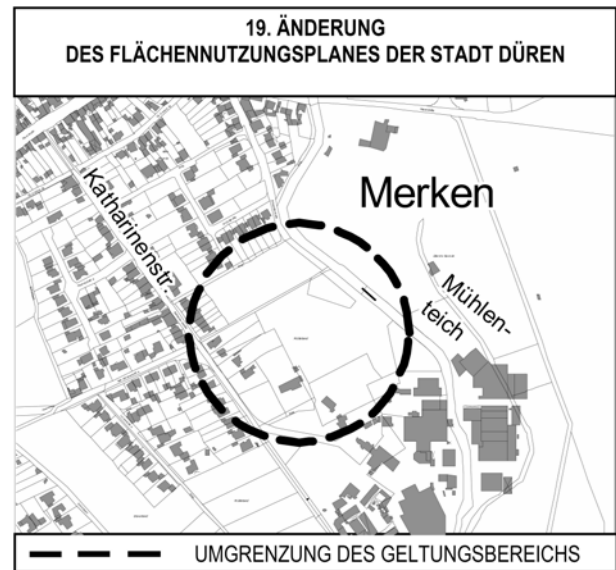 19. ÄNDERUNG
DES FLÄCHENNUTZUNGSPLANES DER STADT DÜREN
Merken
Katharinenstr.
Mühlen-
teich
UMGRENZUNG DES GELTUNGSBEREICHS